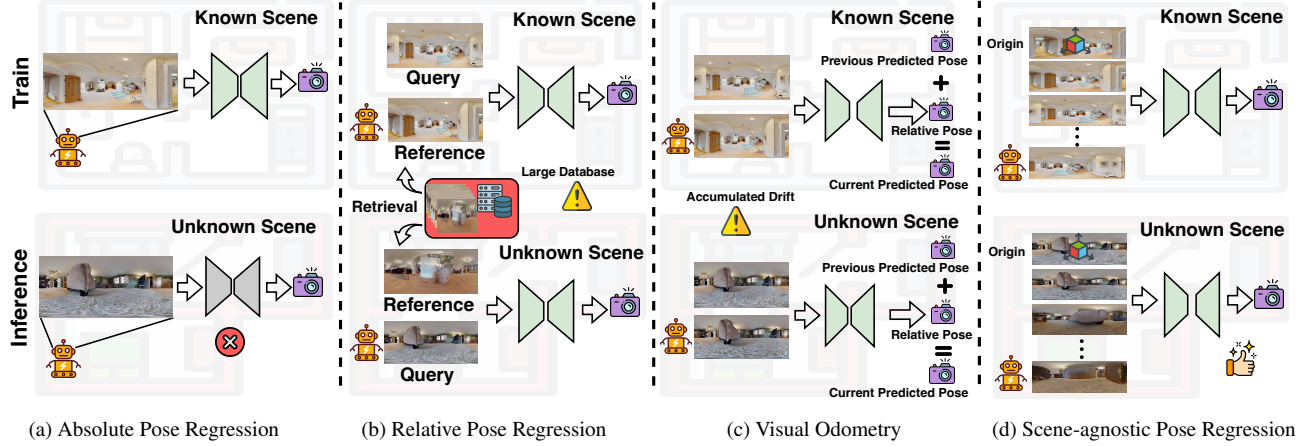 Train
Inference
Known Scene
Unknown Scene
(a) Absolute Pose Regression
Known Scene
Query
Reference
Large Database
Retrieval
Unknown Scene
Reference
Query
(b) Relative Pose Regression
Known Scene
Previous Predicted Pose
+
Relative Pose
=
Current Predicted Pose
Accumulated Drift
Unknown Scene
Previous Predicted Pose
+
Relative Pose
=
Current Predicted Pose
(c) Visual Odometry
Known Scene
Origin
Unknown Scene
Origin
(d) Scene-agnostic Pose Regression